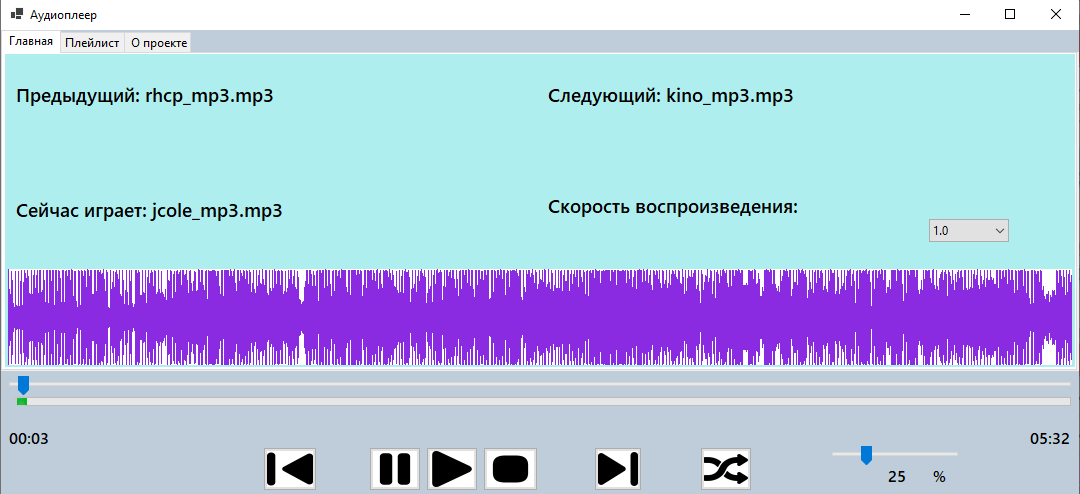 Аудиоплеер
Главная Плейлист О проекте
Предыдущий: rhcp_mp3.mp3
Следующий: kino_mp3.mp3
Сейчас играет: jcole_mp3.mp3
Скорость воспроизведения:
1.0
00:03
05:32
25 %